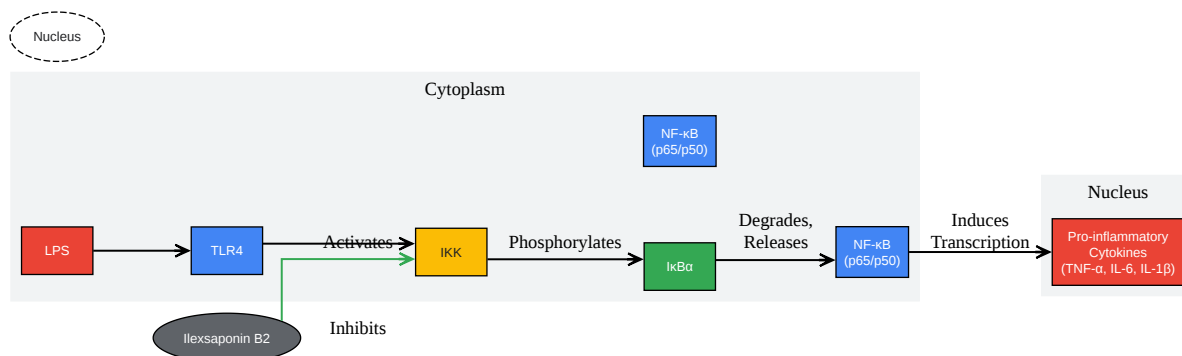 Nucleus
Cytoplasm
NF-κB
(p65/p50)
Nucleus
LPS
TLR4
Activates
IKK
Phosphorylates
IκBα
Degrades,
Releases
NF-κB
(p65/p50)
Induces
Transcription
Pro-inflammatory
Cytokines
(TNF-α, IL-6, IL-1β)
Ilexsaponin B2
Inhibits